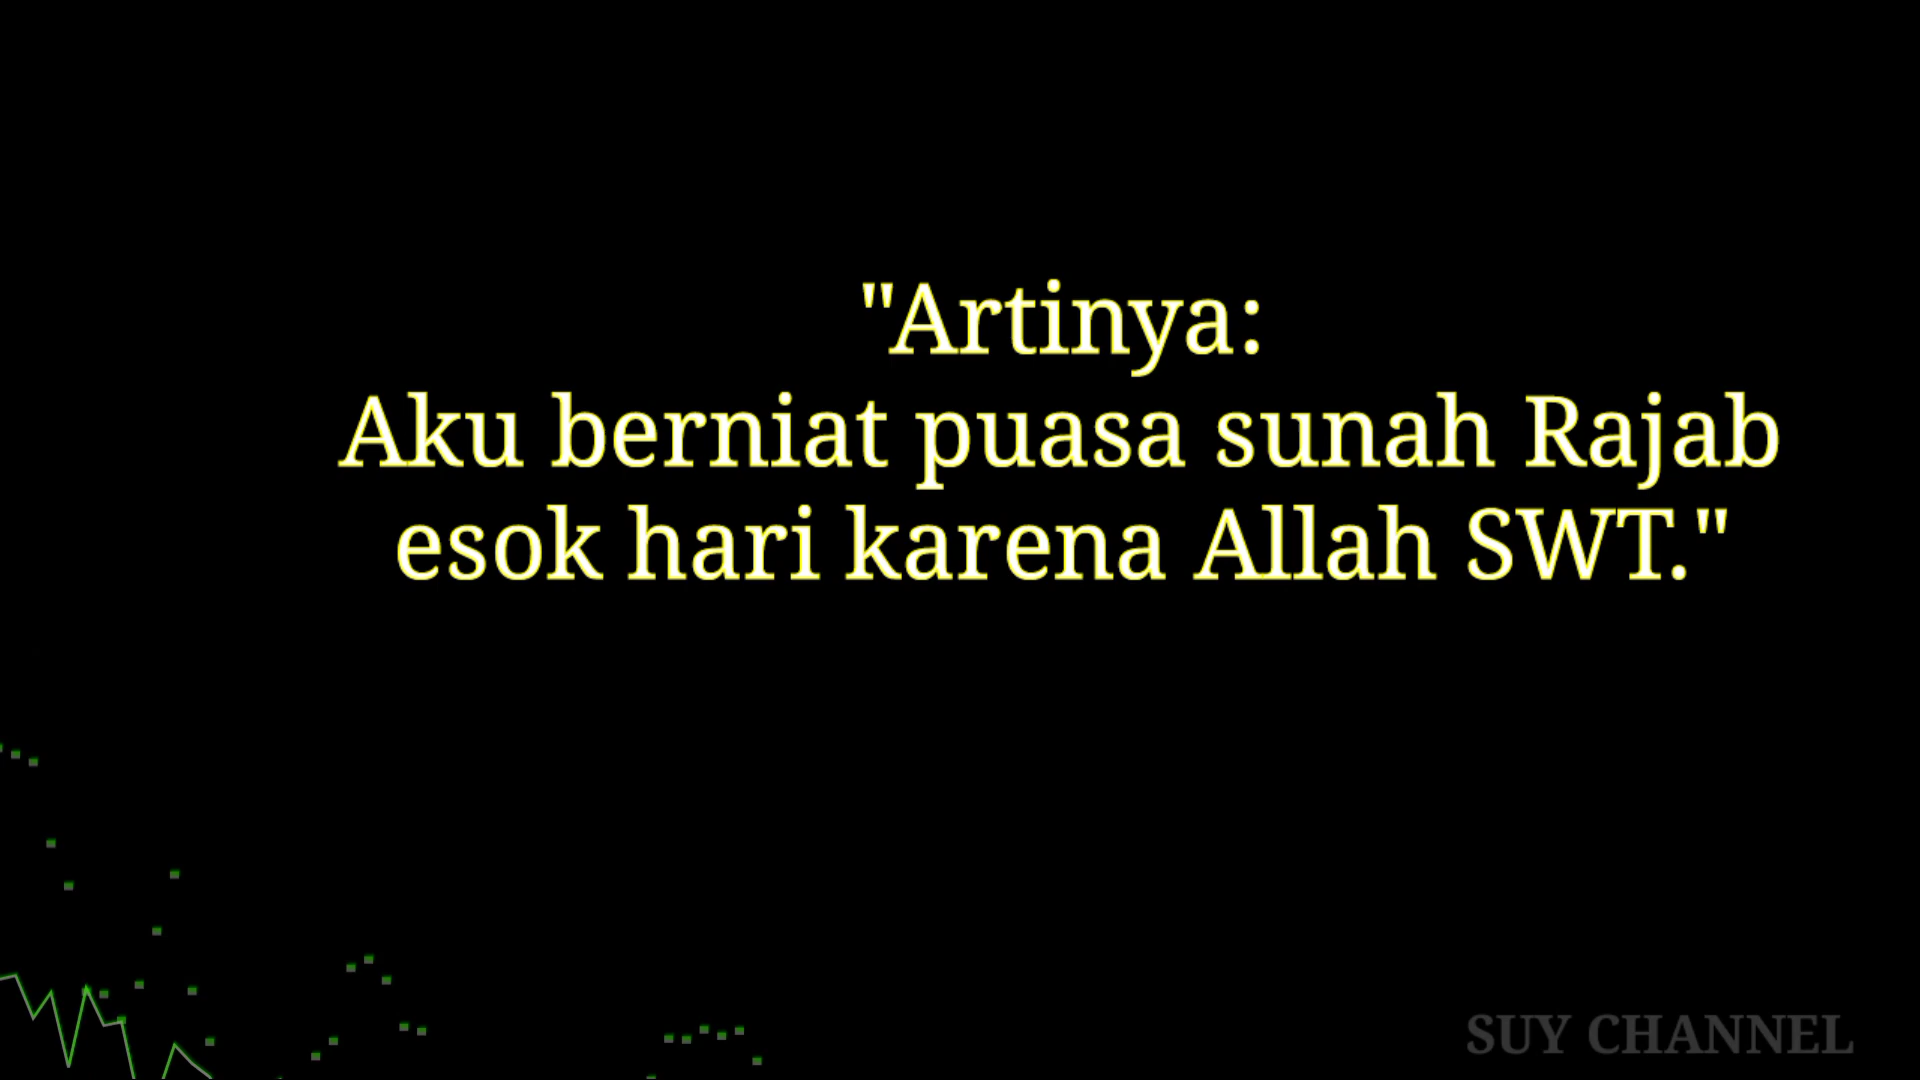 "Artinya:
Aku berniat puasa sunah Rajab
esok hari karena Allah SWT."
SUY CHANNEL